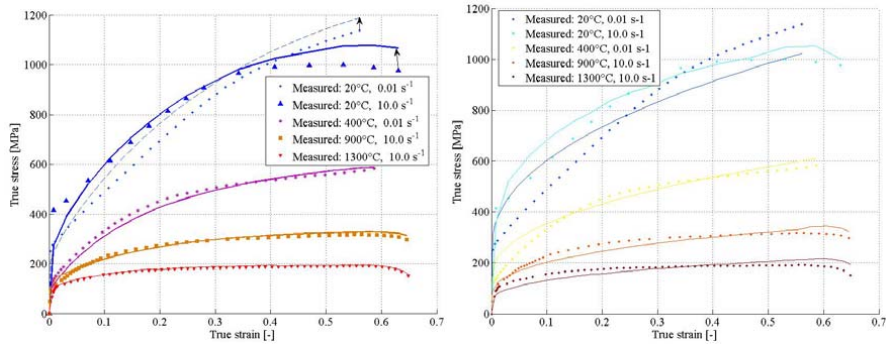 1200
1000
800
600
400
200
0
True stress [MPa]
Measured: 20°C, 0.01 s-1
Measured: 20°C, 10.0 s-1
Measured: 400°C, 0.01 s-1
Measured: 900°C, 10.0 s-1
Measured: 1300°C, 10.0 s-1
0 0.1 0.2 0.3 0.4 0.5 0.6 0.7
True strain [-]
1200
1000
800
600
400
200
0
True stress [MPa]
Measured: 20°C, 0.01 s-1
Measured: 20°C, 10.0 s-1
Measured: 400°C, 0.01 s-1
Measured: 900°C, 10.0 s-1
Measured: 1300°C, 10.0 s-1
0 0.1 0.2 0.3 0.4 0.5 0.6 0.7
True strain [-]